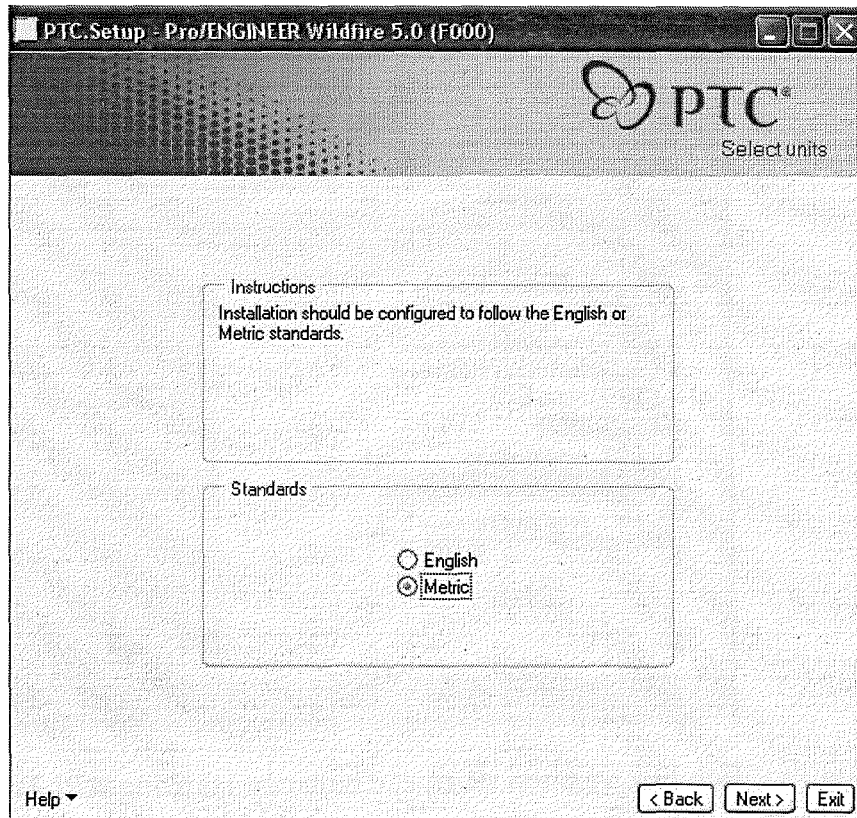 PTC.Setup - Pro/ENGINEER Wildfire 5.0 (F000)
PTC®
Select units
Instructions
Installation should be configured to follow the English or
Metric standards.
Standards
English
Metric
Help
< Back Next > Exit